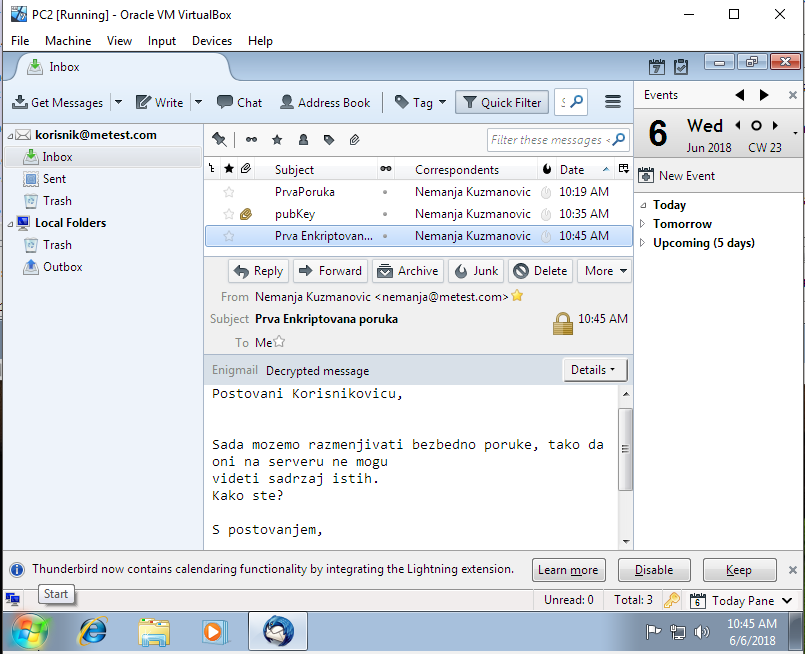 PC2 [Running] - Oracle VM VirtualBox
File Machine View Input Devices Help
Inbox
Get Messages Write Chat Address Book Tag Quick Filter
korisnik@metest.com
Inbox
Sent
Trash
Local Folders
Trash
Outbox
Filter these messages <
Subject Correspondents Date
PrvaPoruka Nemanja Kuzmanovic 10:19 AM
pubKey Nemanja Kuzmanovic 10:35 AM
Prva Enkriptovan... Nemanja Kuzmanovic 10:45 AM
Reply Forward Archive Junk Delete More
From Nemanja Kuzmanovic <nemanja@metest.com>
Subject Prva Enkriptovana poruka 10:45 AM
To Me
Enigmail Decrypted message Details
Postovani Korisnikovicu,
Sada mozemo razmenjivati bezbedno poruke, tako da
oni na serveru ne mogu
videti sadrzaj istih.
Kako ste?
S postovanjem,
Events
6 Wed
Jun 2018 CW 23
New Event
Today
Tomorrow
Upcoming (5 days)
Thunderbird now contains calendaring functionality by integrating the Lightning extension. Learn more Disable Keep
Start
Unread: 0 Total: 3 6 Today Pane
10:45 AM
6/6/2018